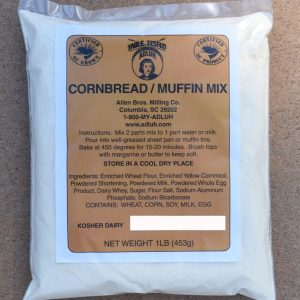 TABLE TESTED
ADLUH
CERTIFIED
SC GROWN
CERTIFIED
SC PRODUCT
CORNBREAD / MUFFIN MIX
Allen Bros. Milling Co.
Columbia, SC 29202
1-800-MY-ADLUH
www.adluh.com
Instructions: Mix 2 parts mix to 1 part water or milk.
Pour into well-greased sheet pan or muffin tins.
Bake at 450 degrees for 15-20 minutes. Brush tops
with margarine or butter to keep soft.
STORE IN A COOL DRY PLACE
Ingredients: Enriched Wheat Flour, Enriched Yellow Cornmeal,
Powdered Shortening, Powdered Milk, Powdered Whole Egg
Product, Dairy Whey, Sugar, Flour Salt, Sodium Aluminum
Phosphate, Sodium Bicarbonate
CONTAINS: WHEAT, CORN, SOY, MILK, EGG
KOSHER DAIRY
NET WEIGHT 1LB (453g)